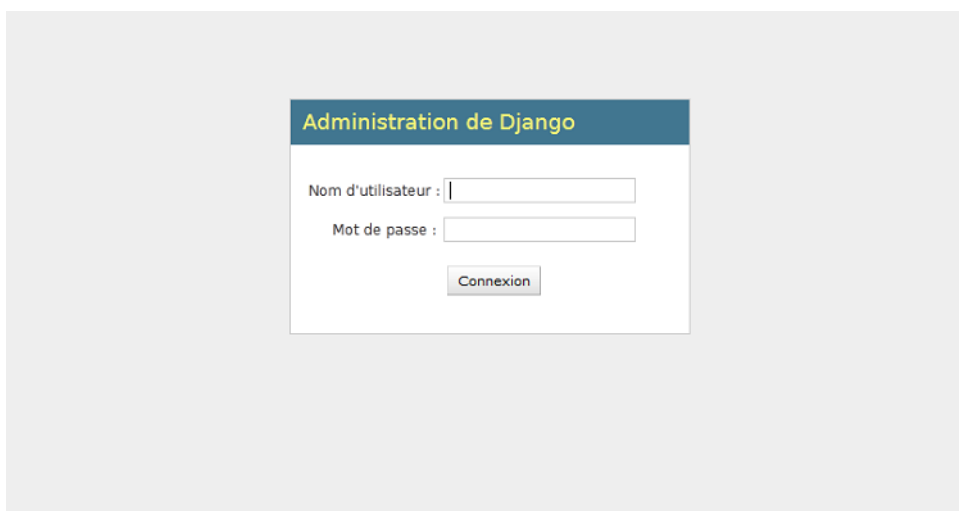 Administration de Django
Nom d'utilisateur :
Mot de passe :
Connexion